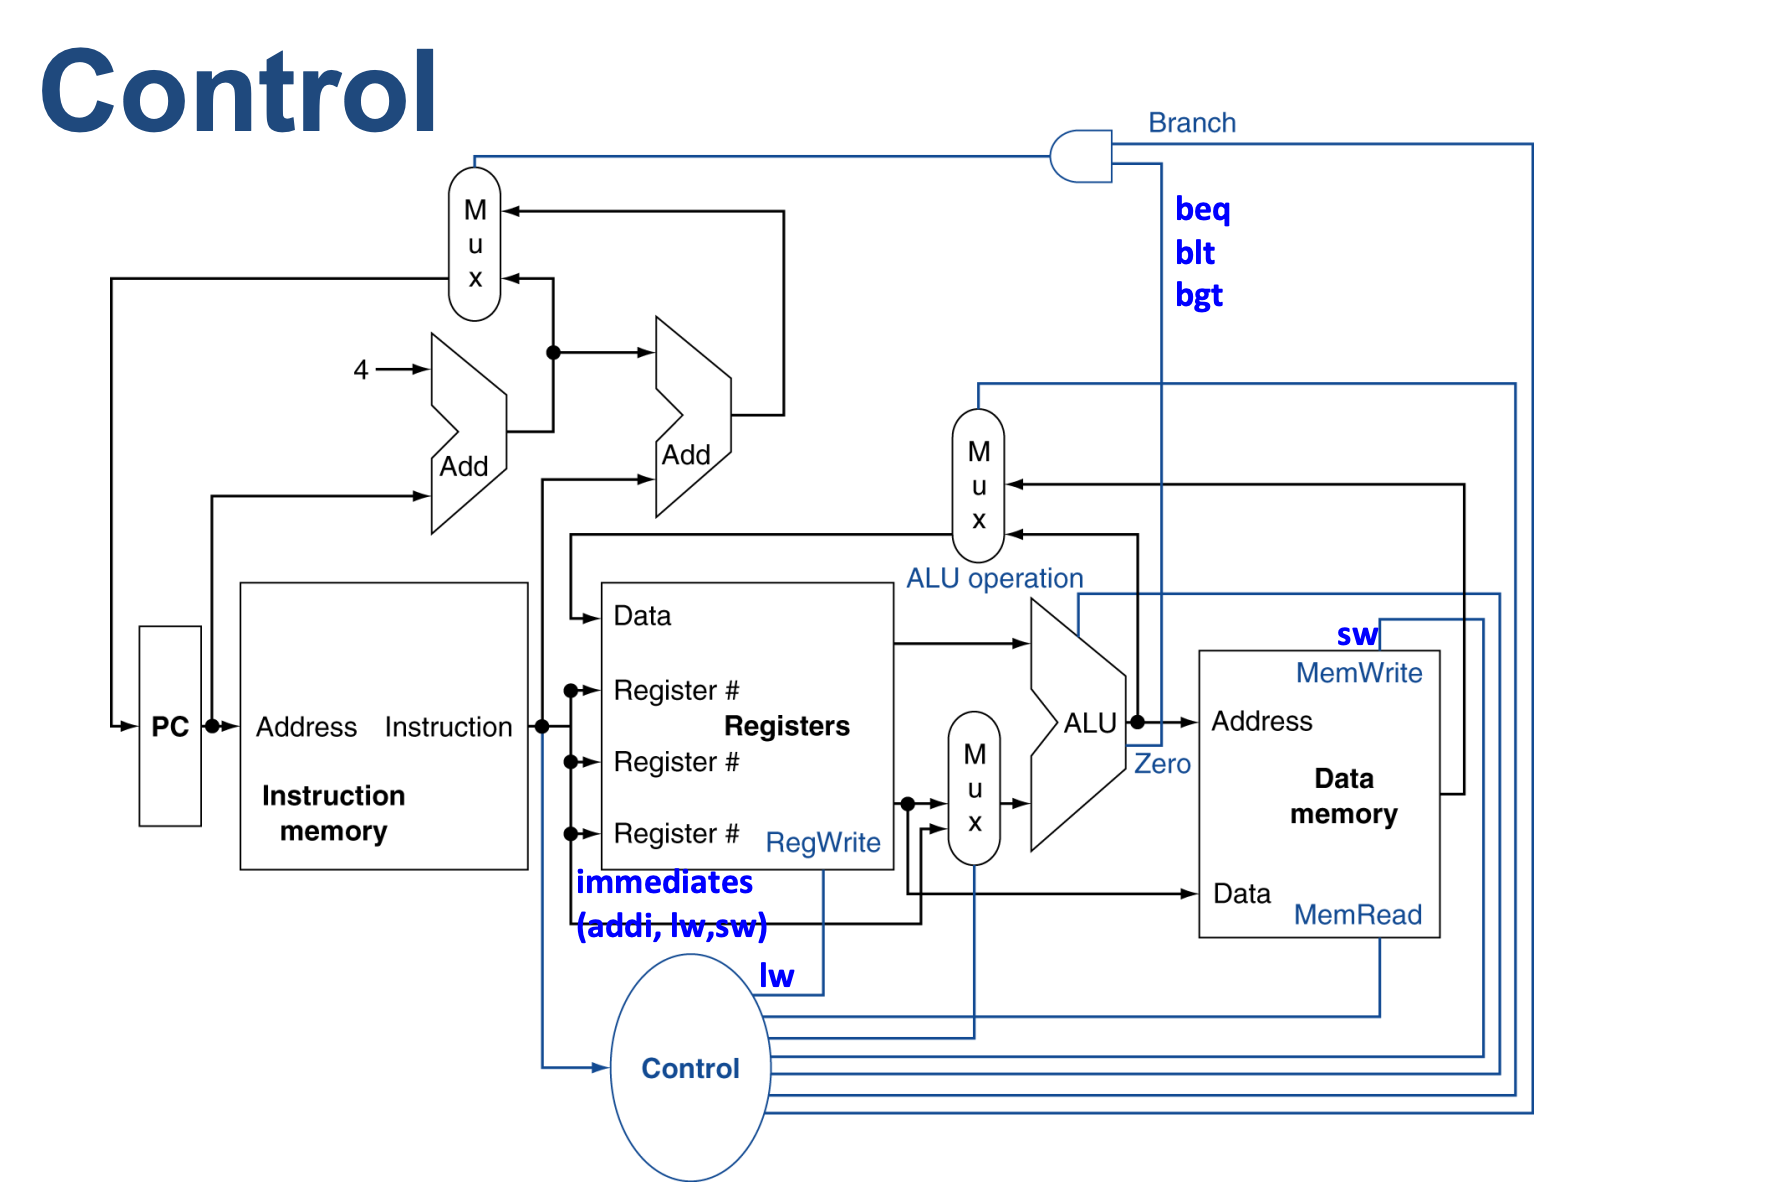 Control
Branch
M
u
x
beq
blt
bgt
4
Add
Add
M
u
x
ALU operation
Data
sw
MemWrite
Register #
PC
Address
Instruction
Registers
ALU
Address
Register #
Zero
Instruction
memory
M
u
x
Data
memory
Register #
RegWrite
immediates
(addi, lw,sw)
Data
MemRead
lw
Control